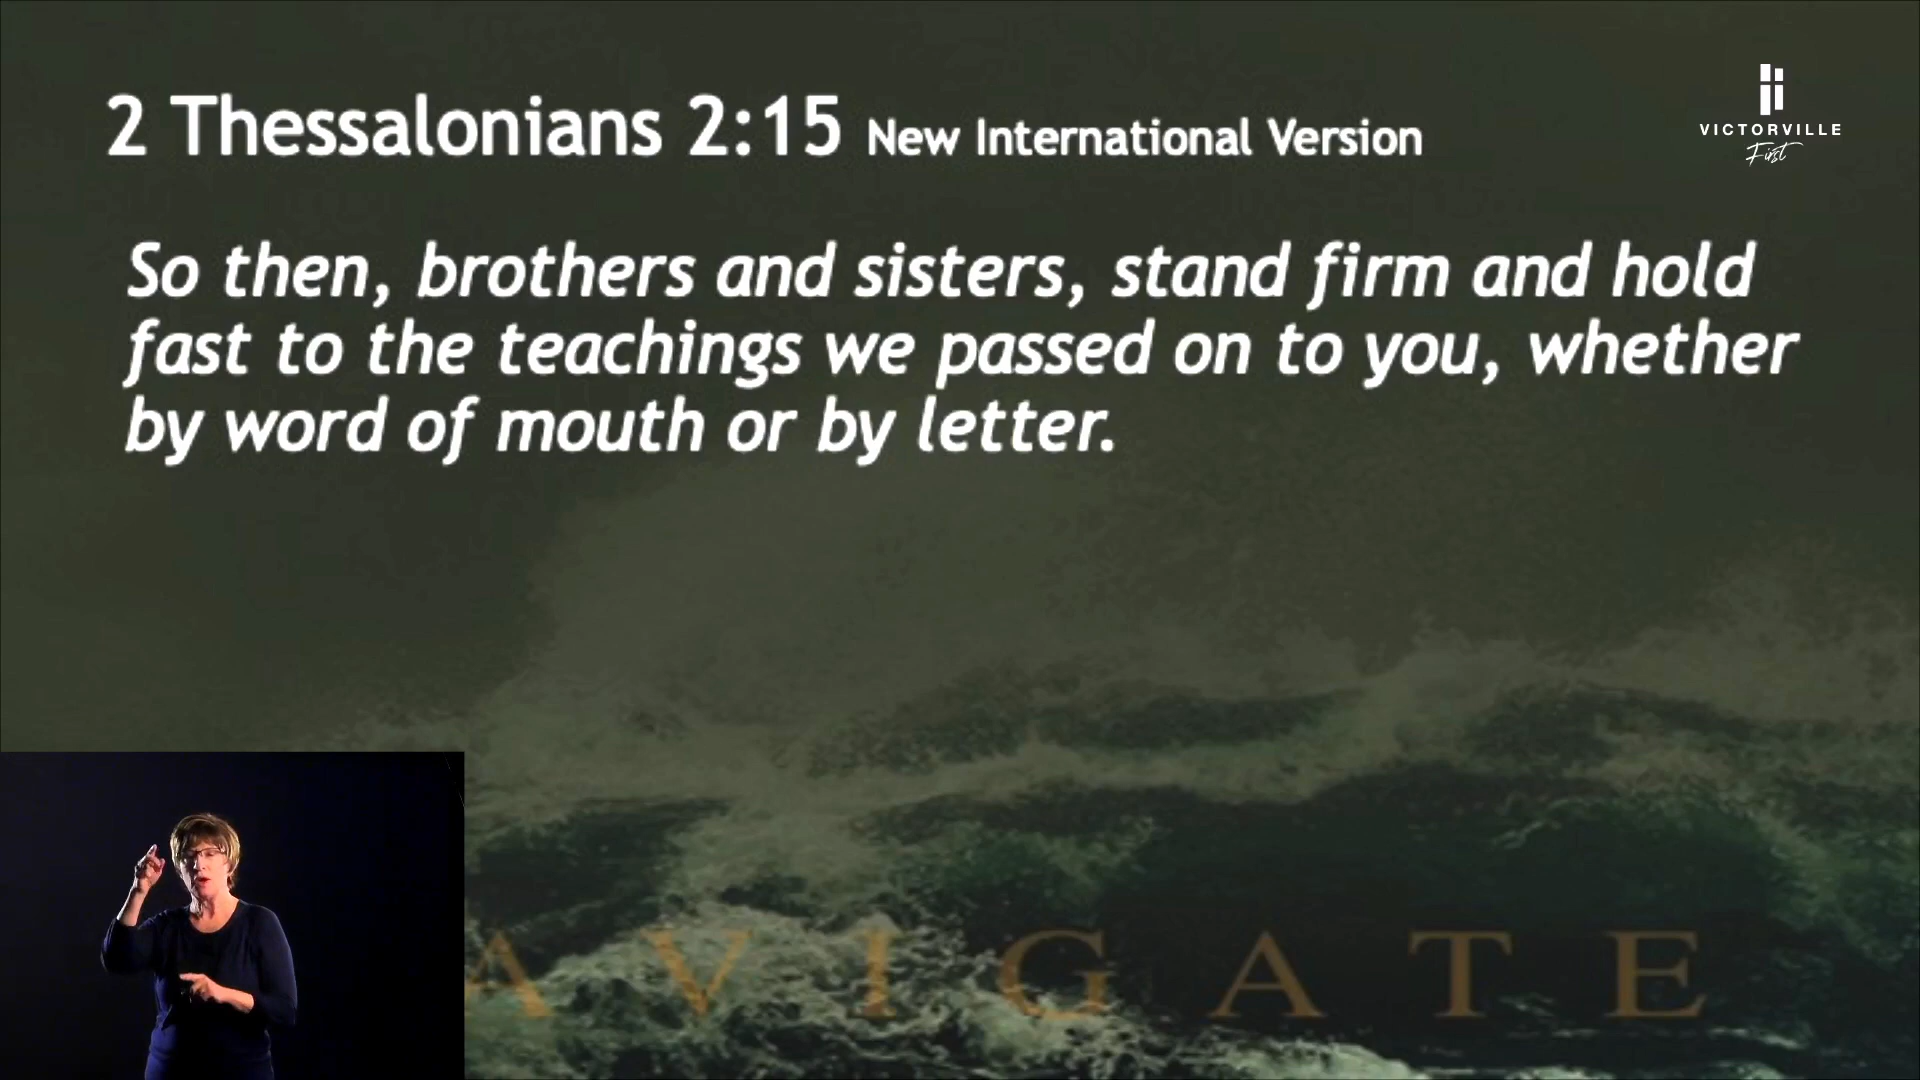 2 Thessalonians 2:15 New International Version
VICTORVILLE
First
So then, brothers and sisters, stand firm and hold
fast to the teachings we passed on to you, whether
by word of mouth or by letter.
AVIGATE